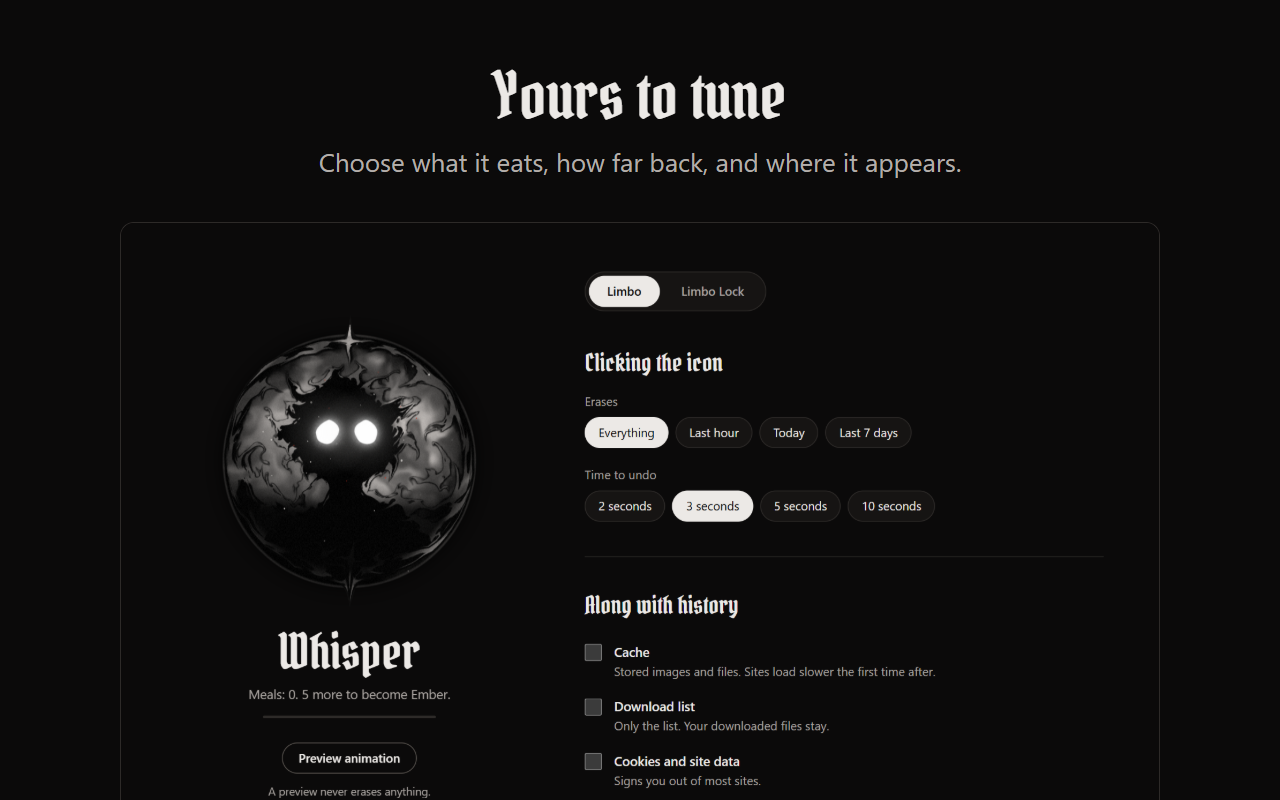 Yours to tune
Choose what it eats, how far back, and where it appears.
Limbo
Limbo Lock
Clicking the icon
Erases
Everything
Last hour
Today
Last 7 days
Time to undo
2 seconds
3 seconds
5 seconds
10 seconds
Along with history
Cache
Stored images and files. Sites load slower the first time after.
Download list
Only the list. Your downloaded files stay.
Cookies and site data
Signs you out of most sites.
Whisper
Meals: 0. 5 more to become Ember.
Preview animation
A preview never erases anything.